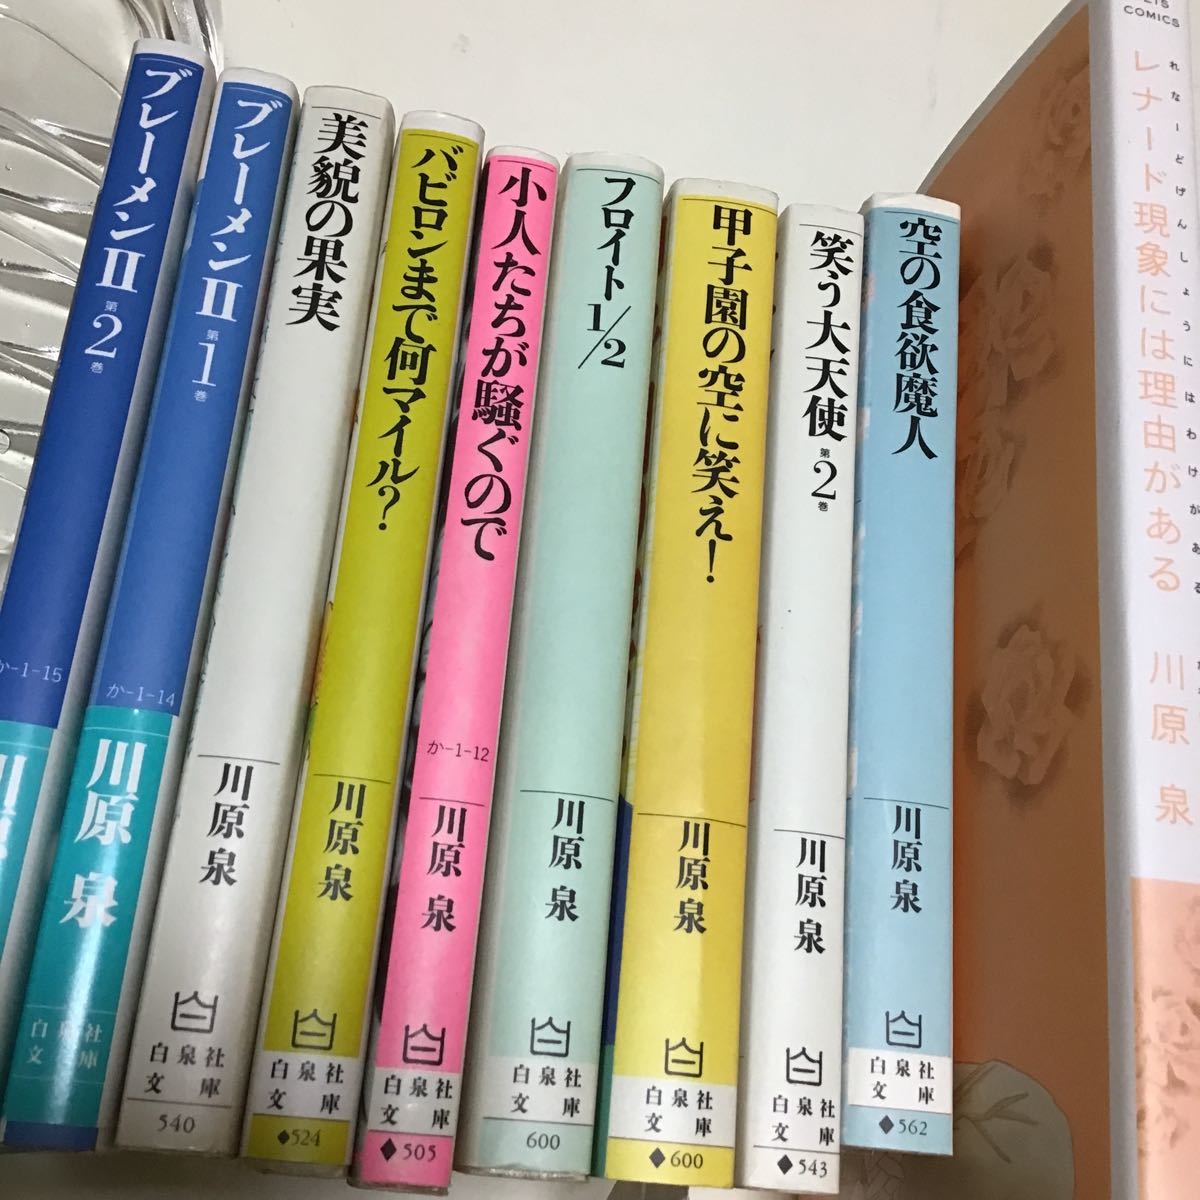 ブレーメンII
第2巻
か-1-15
川原
白泉社
文庫
ブレーメンII
第1巻
か-1-14
川原 泉
白泉社
文庫
美貌の果実
川原 泉
白泉社
文庫
540
バビロンまで何マイル?
川原 泉
白泉社
文庫
◆524
小人たちが騒ぐので
か-1-12
川原 泉
白泉社
文庫
◆505
フロイト1/2
川原 泉
白泉社
文庫
600
甲子園の空に笑え!
川原 泉
白泉社
文庫
◆600
笑う大天使
第2巻
川原 泉
白泉社
文庫
◆543
空の食欲魔人
川原 泉
白泉社
文庫
◆562
COMICS
れなーどげんしょうにはわけがある
レナード現象には理由がある
川原 泉